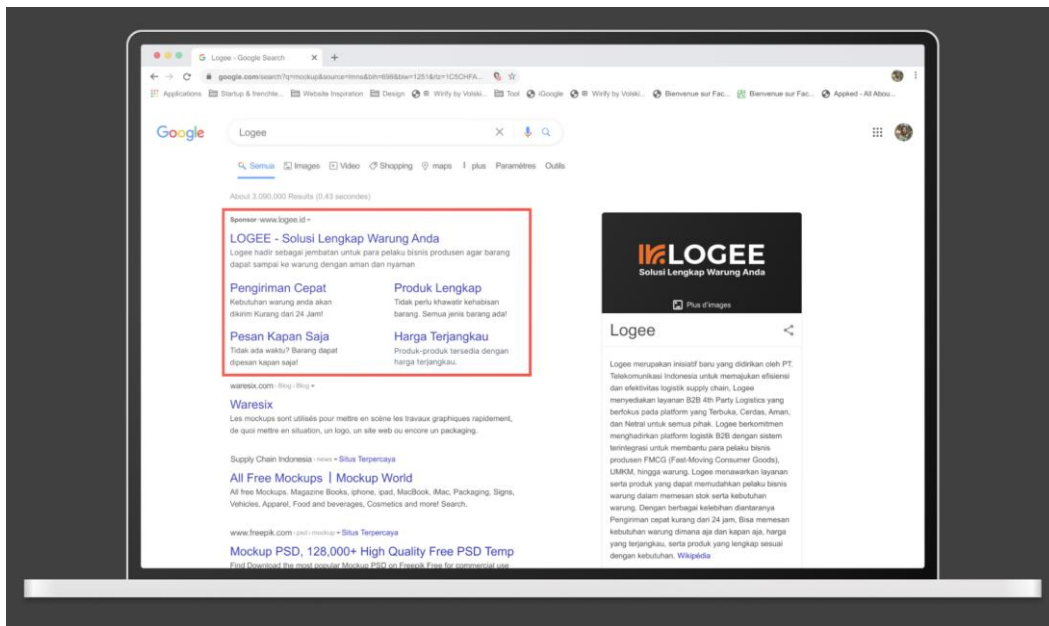 Logee - Google Search
google.com/search?q=mockup&source=lmns&bih=698&biw=1251&rlz=1C5CHFA...
Applications Startup & frenchte... Website Inspiration Design Winfy by Volski... Tool iGoogle Winfy by Volski... Bienvenue sur Fac... Bienvenue sur Fac... Appked - All Abou...
Google
Logee
Semua Images Video Shopping maps plus Paramètres Outils
About 3.090.000 Results (0,43 secondes)
Sponsor www.logee.id
LOGEE - Solusi Lengkap Warung Anda
Logee hadir sebagai jembatan untuk para pelaku bisnis produsen agar barang
dapat sampai ke warung dengan aman dan nyaman
Pengiriman Cepat
Kebutuhan warung anda akan
dikirim Kurang dari 24 Jam!
Produk Lengkap
Tidak perlu khawatir kehabisan
barang. Semua jenis barang ada!
Pesan Kapan Saja
Tidak ada waktu? Barang dapat
dipesan kapan saja!
Harga Terjangkau
Produk-produk tersedia dengan
harga terjangkau.
waresix.com › Blog › Blog
Waresix
Les mockups sont utilisés pour mettre en scène les travaux graphiques rapidement,
de quoi mettre en situation, un logo, un site web ou encore un packaging.
Supply Chain Indonesia › news Situs Terpercaya
All Free Mockups | Mockup World
All free Mockups. Magazine Books, iphone, ipad, MacBook, iMac, Packaging, Signs,
Vehicles, Apparel, Food and beverages, Cosmetics and more! Search.
www.freepik.com › psd › mockup Situs Terpercaya
Mockup PSD, 128,000+ High Quality Free PSD Temp
Find Download the most popular Mockup PSD on Freepik Free for commercial use
LOGEE
Solusi Lengkap Warung Anda
Plus d'images
Logee
Logee merupakan inisiatif baru yang didirikan oleh PT.
Telekomunikasi Indonesia untuk memajukan efisiensi
dan efektivitas logistik supply chain, Logee
menyediakan layanan B2B 4th Party Logistics yang
berfokus pada platform yang Terbuka, Cerdas, Aman,
dan Netral untuk semua pihak. Logee berkomitmen
menghadirkan platform logistik B2B dengan sistem
terintegrasi untuk membantu para pelaku bisnis
produsen FMCG (Fast-Moving Consumer Goods),
UMKM, hingga warung. Logee menawarkan layanan
serta produk yang dapat memudahkan pelaku bisnis
warung dalam memesan stok serta kebutuhan
warung. Dengan berbagai kelebihan diantaranya
Pengiriman cepat kurang dari 24 jam, Bisa memesan
kebutuhan warung dimana aja dan kapan aja, harga
yang terjangkau, serta produk yang lengkap sesuai
dengan kebutuhan. Wikipédia